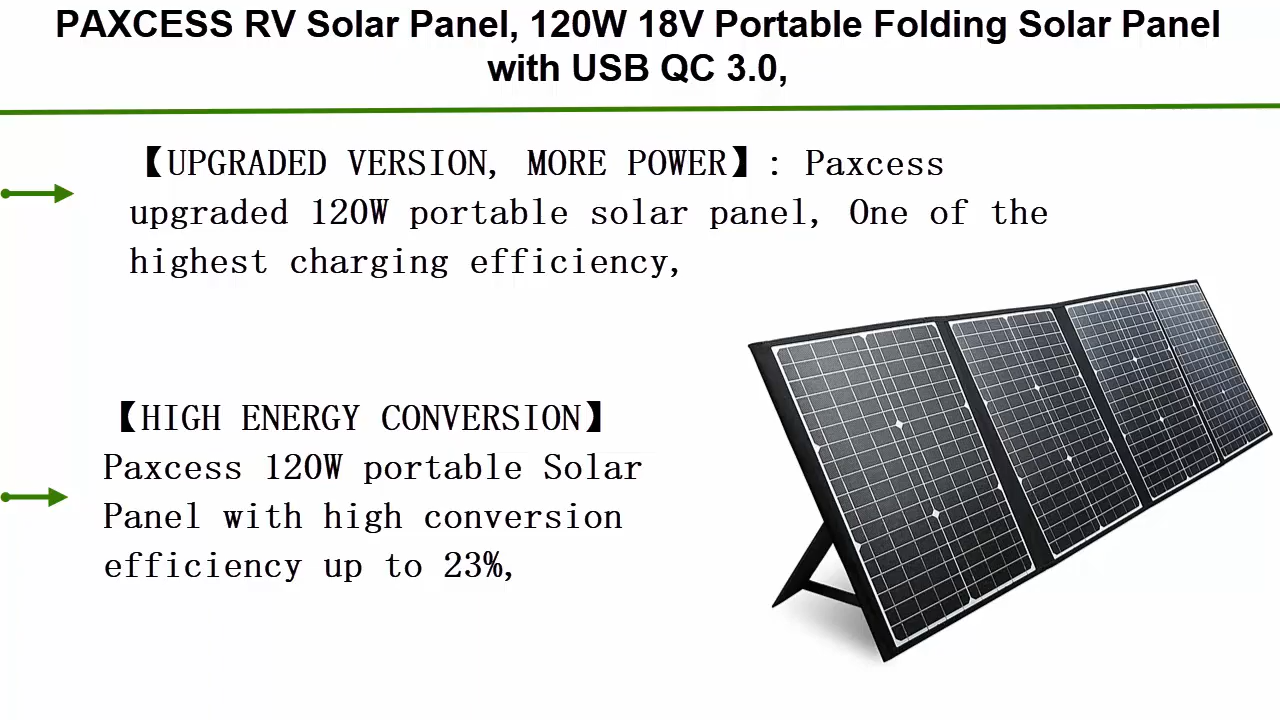 PAXCESS RV Solar Panel, 120W 18V Portable Folding Solar Panel
with USB QC 3.0,
【UPGRADED VERSION, MORE POWER】: Paxcess
upgraded 120W portable solar panel, One of the
highest charging efficiency,
【HIGH ENERGY CONVERSION】
Paxcess 120W portable Solar
Panel with high conversion
efficiency up to 23%,